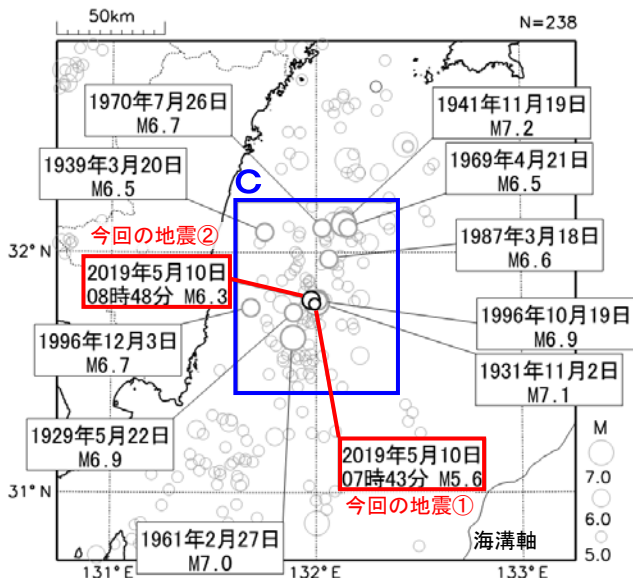 50km
N=238
1970年7月26日
M6.7
1941年11月19日
M7.2
1939年3月20日
M6.5
1969年4月21日
M6.5
C
今回の地震②
32°N
1987年3月18日
M6.6
2019年5月10日
08時48分 M6.3
1996年12月3日
M6.7
1996年10月19日
M6.9
1931年11月2日
M7.1
1929年5月22日
M6.9
M
7.0
6.0
5.0
2019年5月10日
07時43分 M5.6
今回の地震①
31°N
1961年2月27日
M7.0
海溝軸
131°E
132°E
133°E